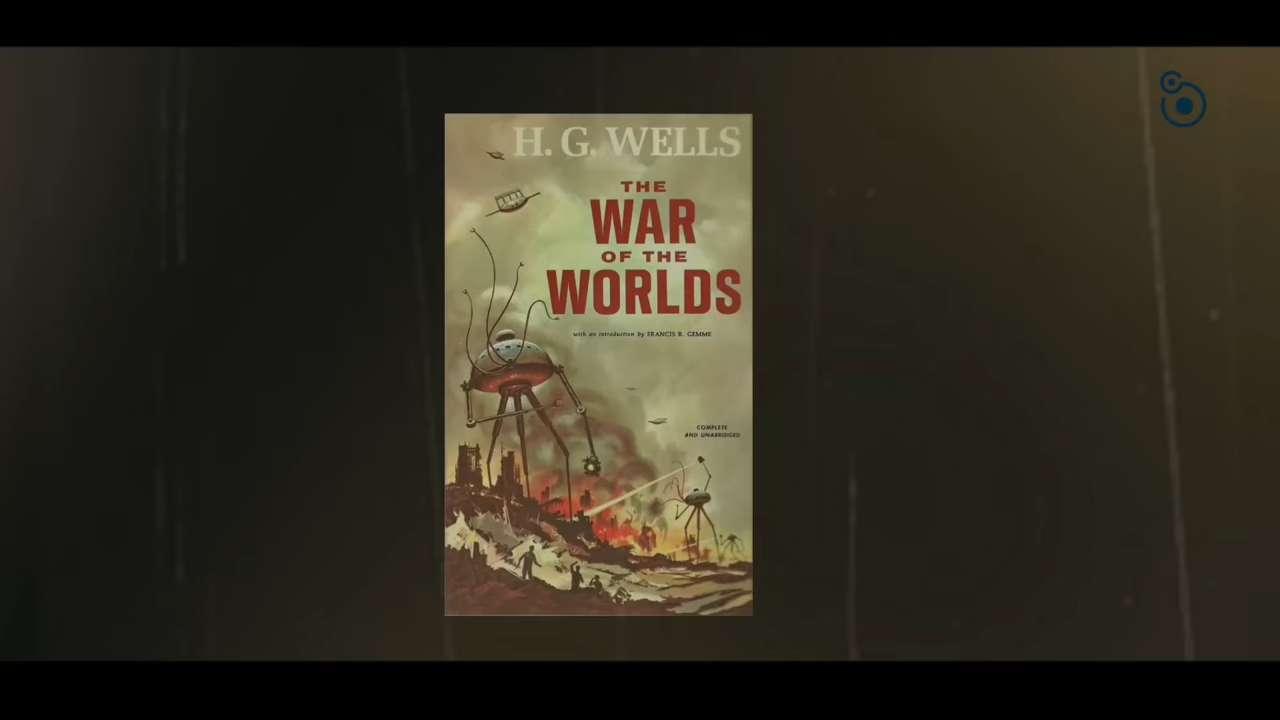 H. G. WELLS
THE
WAR
OF THE
WORLDS
with an introduction by FRANCIS R. GEMME
COMPLETE
AND UNABRIDGED